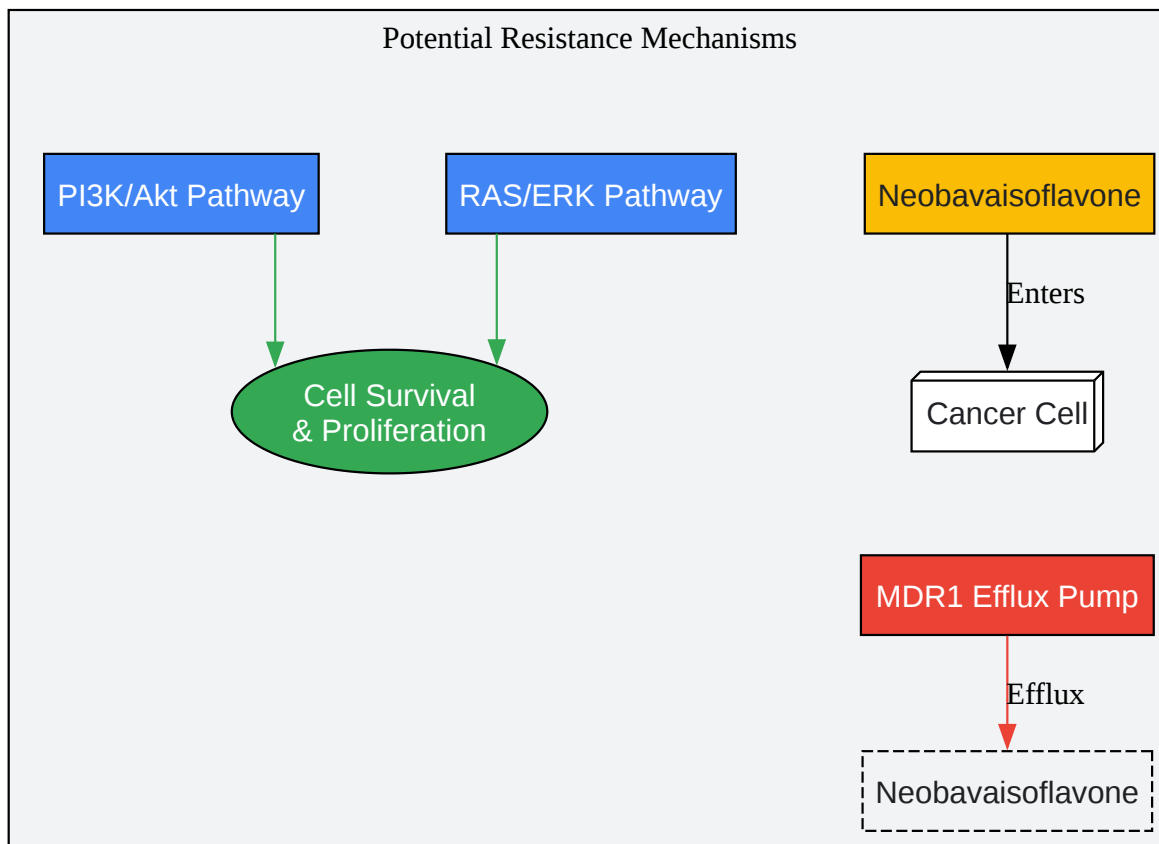 Potential Resistance Mechanisms
PI3K/Akt Pathway
RAS/ERK Pathway
Neobavaisoflavone
Enters
Cell Survival
& Proliferation
Cancer Cell
MDR1 Efflux Pump
Efflux
Neobavaisoflavone